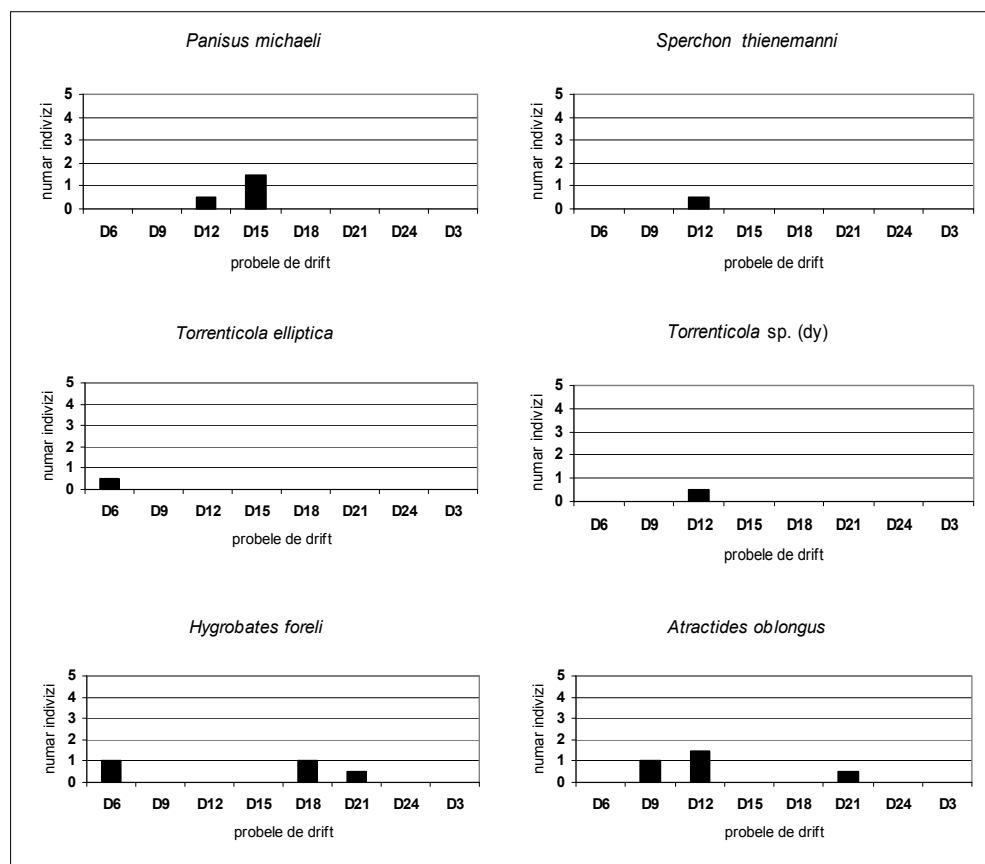 Panisus michaeli
numar indivizi
5
4
3
2
1
0
D6 D9 D12 D15 D18 D21 D24 D3
probele de drift
Sperchon thienemanni
numar indivizi
5
4
3
2
1
0
D6 D9 D12 D15 D18 D21 D24 D3
probele de drift
Torrenticola elliptica
numar indivizi
5
4
3
2
1
0
D6 D9 D12 D15 D18 D21 D24 D3
probele de drift
Torrenticola sp. (dy)
numar indivizi
5
4
3
2
1
0
D6 D9 D12 D15 D18 D21 D24 D3
probele de drift
Hygrobates foreli
numar indivizi
5
4
3
2
1
0
D6 D9 D12 D15 D18 D21 D24 D3
probele de drift
Atractides oblongus
numar indivizi
5
4
3
2
1
0
D6 D9 D12 D15 D18 D21 D24 D3
probele de drift